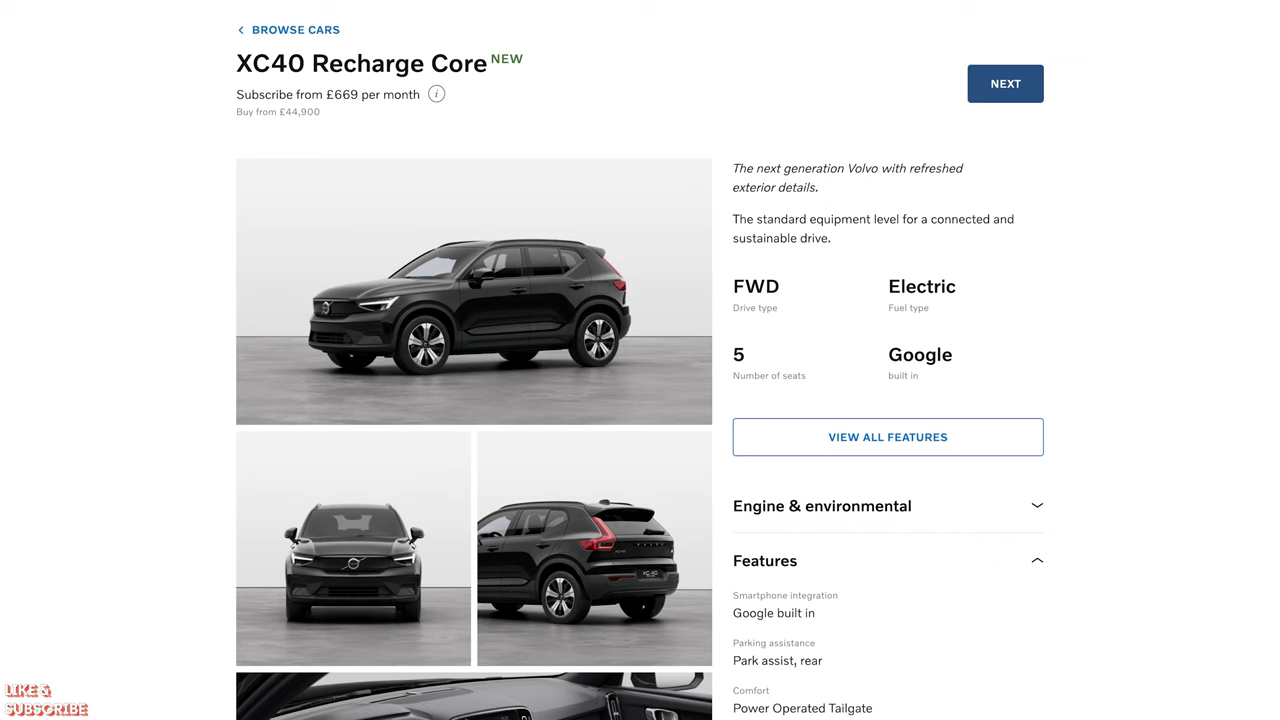 BROWSE CARS
XC40 Recharge Core NEW
Subscribe from £669 per month i
Buy from £44,900
NEXT
The next generation Volvo with refreshed
exterior details.
The standard equipment level for a connected and
sustainable drive.
FWD
Drive type
Electric
Fuel type
5
Number of seats
Google
built in
VIEW ALL FEATURES
Engine & environmental
Features
Smartphone integration
Google built in
Parking assistance
Park assist, rear
Comfort
Power Operated Tailgate
XC40
LIKE &
SUBSCRIBE